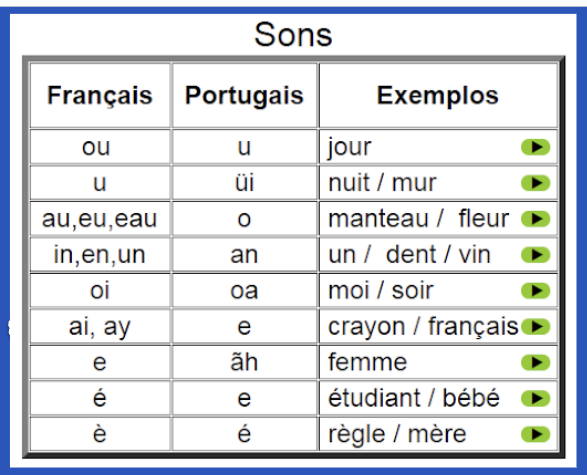 Sons
Français Portugais Exemplos
ou u jour
u üi nuit / mur
au,eu,eau o manteau / fleur
in,en,un an un / dent / vin
oi oa moi / soir
ai, ay e crayon / français
e ãh femme
é e étudiant / bébé
è é règle / mère